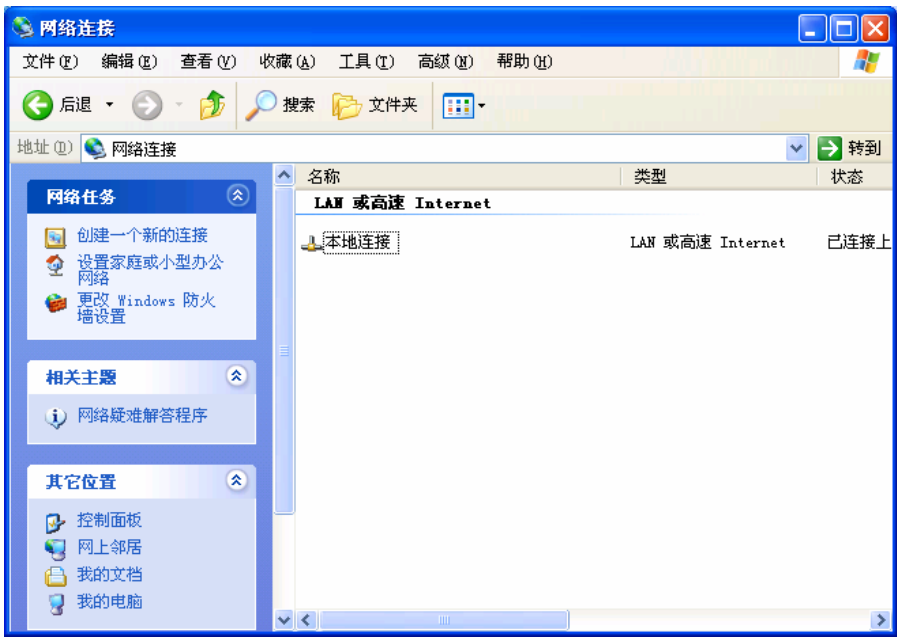 网络连接
文件(F) 编辑(E) 查看(V) 收藏(A) 工具(T) 高级(N) 帮助(H)
后退 搜索 文件夹
地址(D) 网络连接 转到
网络任务
创建一个新的连接
设置家庭或小型办公
网络
更改 Windows 防火
墙设置
相关主题
网络疑难解答程序
其它位置
控制面板
网上邻居
我的文档
我的电脑
名称 类型 状态
LAN 或高速 Internet
本地连接 LAN 或高速 Internet 已连接上